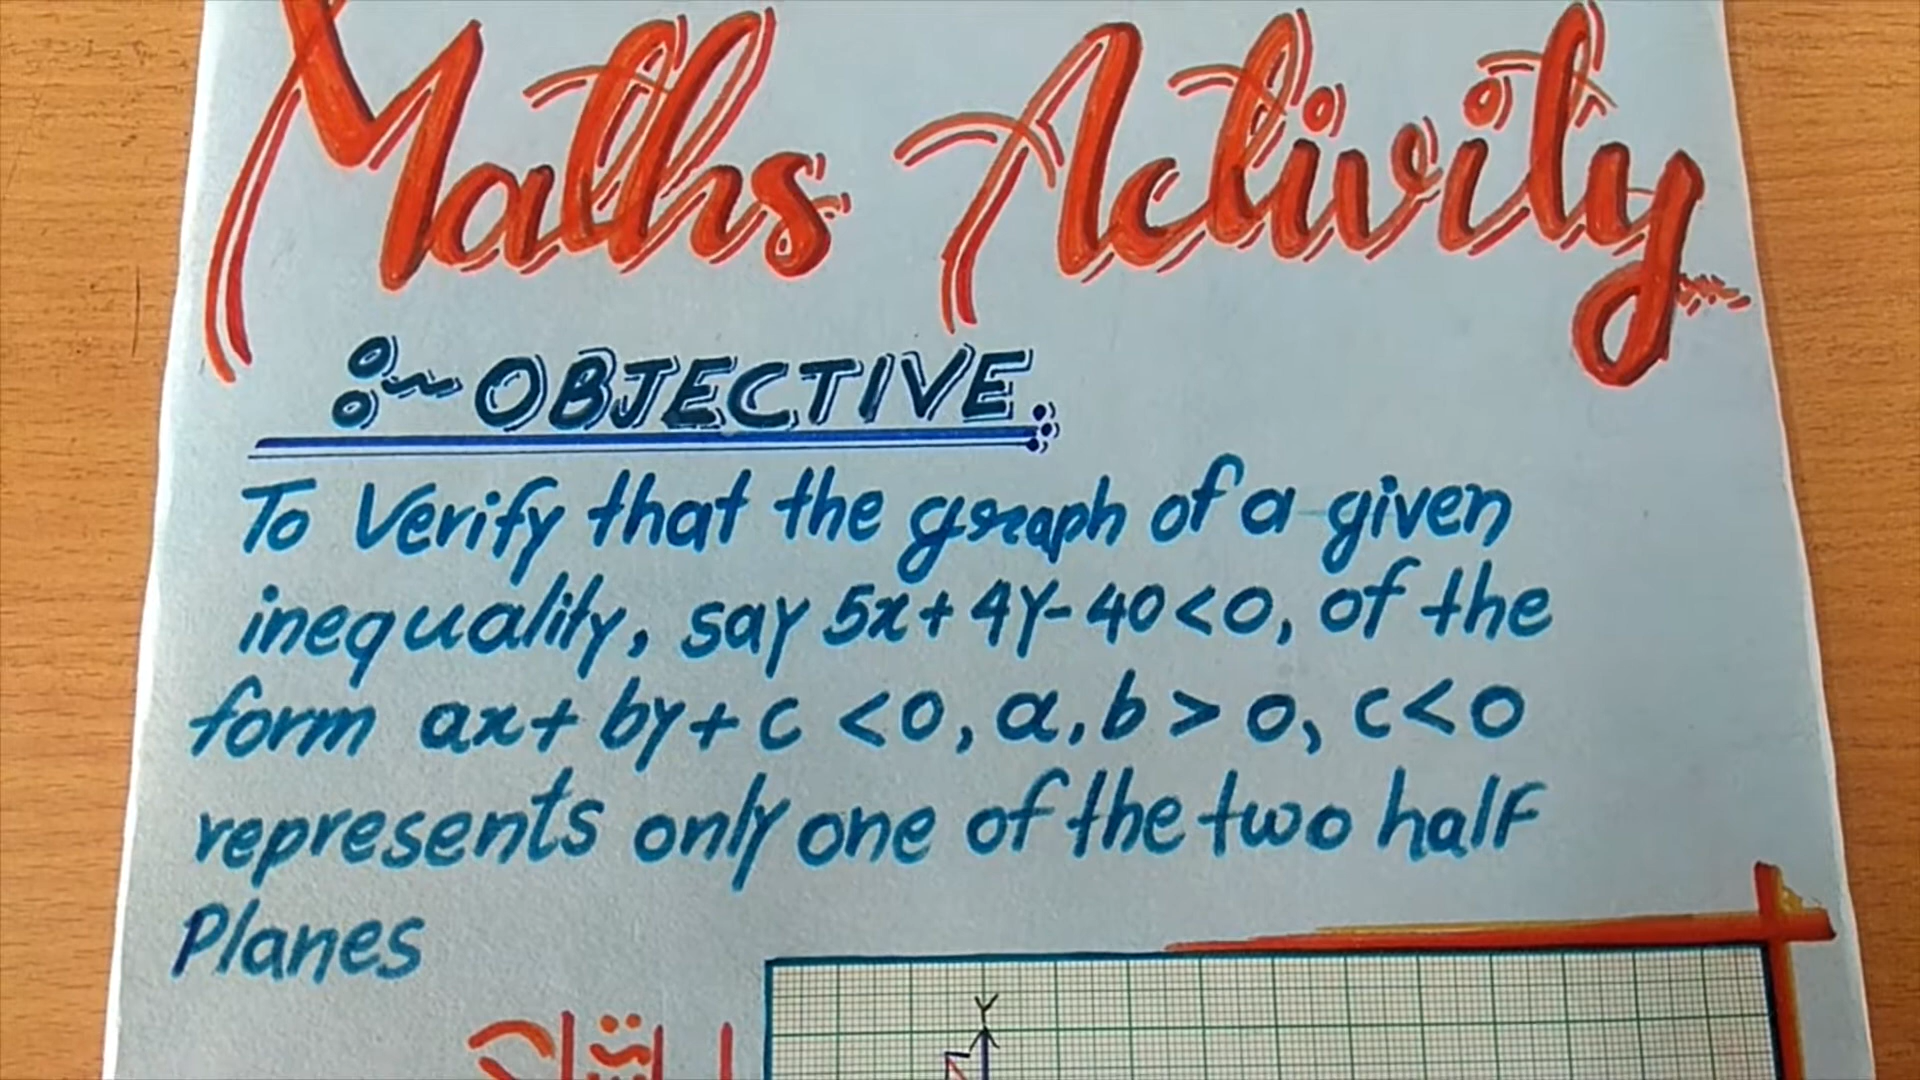 Maths Activity
OBJECTIVE.
To Verify that the graph of a given
inequality, say 5x+4y-40<0, of the
form ax+by+c <0, a,b > 0, c<0
represents only one of the two half
Planes
Y